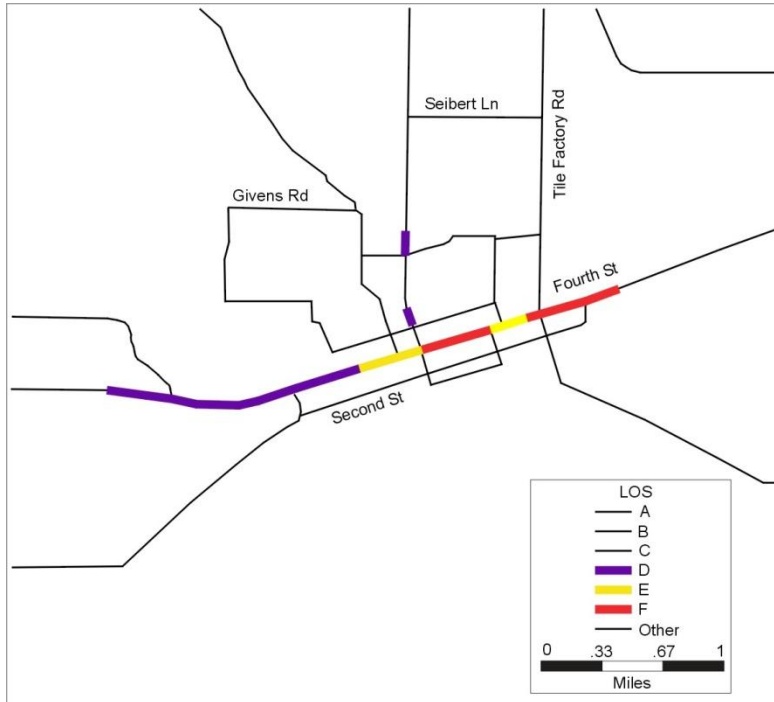 Seibert Ln
Tile Factory Rd
Givens Rd
Fourth St
Second St
LOS
A
B
C
D
E
F
Other
0 .33 .67 1
Miles